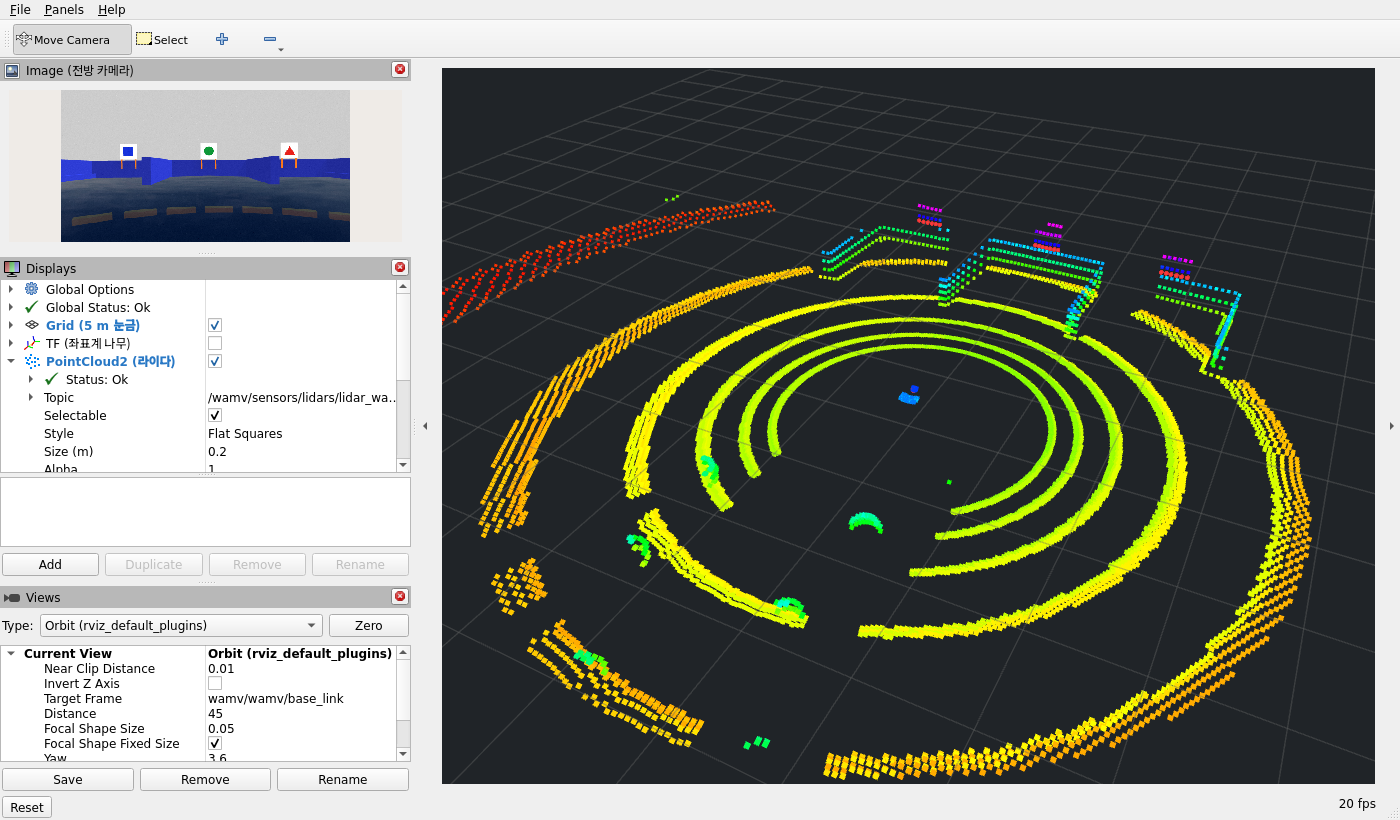 File Panels Help
Move Camera Select
Image (전방 카메라)
Displays
Global Options
Global Status: Ok
Grid (5 m 눈금)
TF (좌표계 나무)
PointCloud2 (라이다)
Status: Ok
Topic /wamv/sensors/lidars/lidar_wa...
Selectable
Style Flat Squares
Size (m) 0.2
Alpha 1
Add Duplicate Remove Rename
Views
Type: Orbit (rviz_default_plugins) Zero
Current View Orbit (rviz_default_plugins)
Near Clip Distance 0.01
Invert Z Axis
Target Frame wamv/wamv/base_link
Distance 45
Focal Shape Size 0.05
Focal Shape Fixed Size
Yaw 3.6
Save Remove Rename
Reset
20 fps